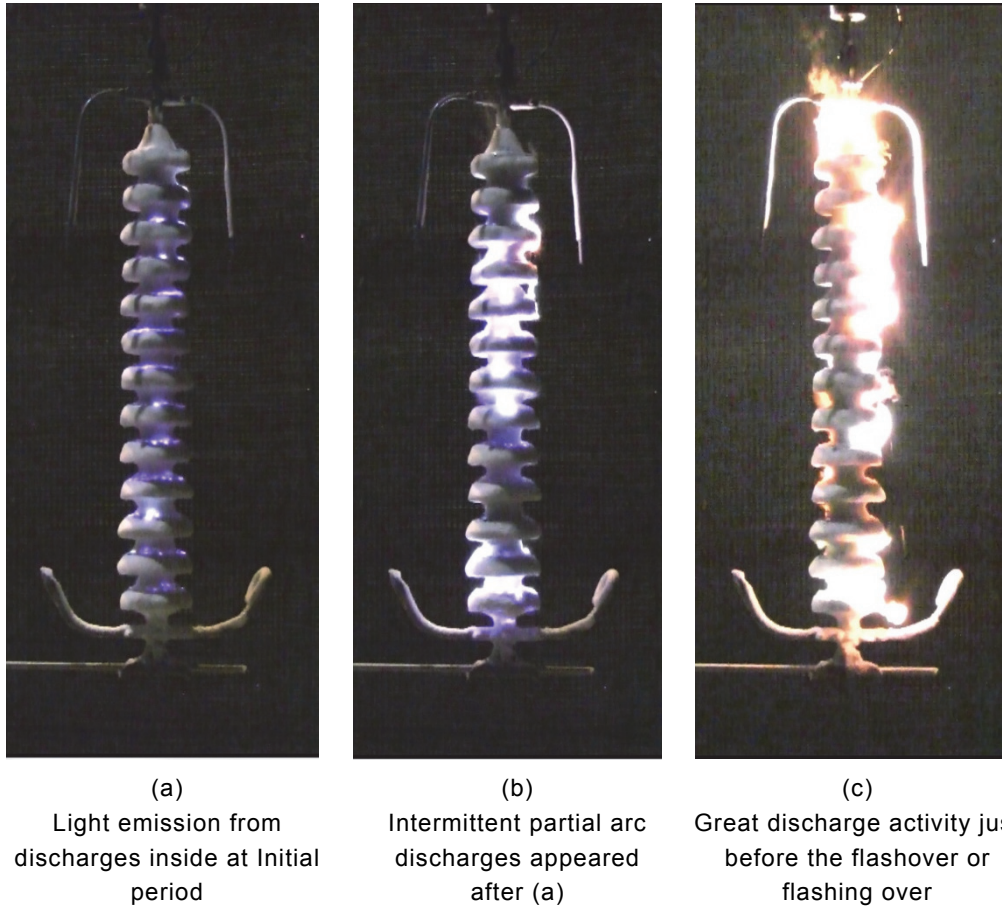 (a)
Light emission from
discharges inside at Initial
period
(b)
Intermittent partial arc
discharges appeared
after (a)
(c)
Great discharge activity jus
before the flashover or
flashing over